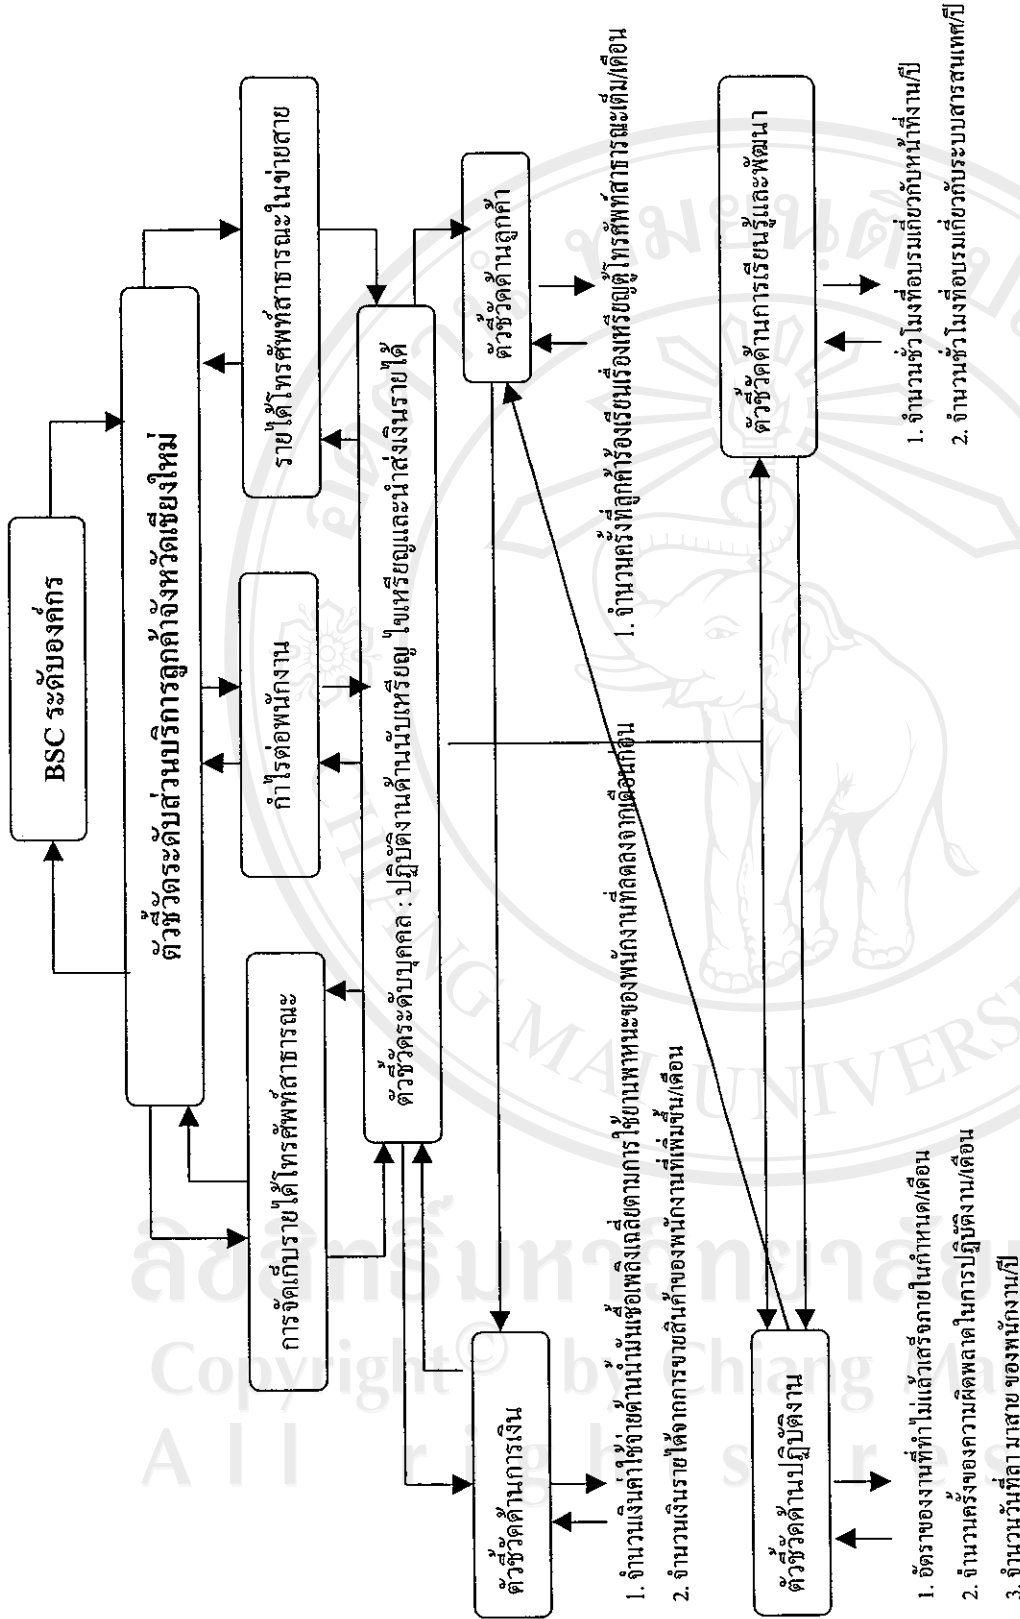 BSC ระดับองค์กร
ตัวชี้วัดระดับส่วนบริการลูกค้าจังหวัดเชียงใหม่
การจัดเก็บรายได้โทรศัพท์สาธารณะ
กำไรต่อพนักงาน
รายได้โทรศัพท์สาธารณะในข่ายสาย
ตัวชี้วัดระดับบุคคล : ปฏิบัติงานด้านนับเหรียญ ไขเหรียญและนำส่งเงินรายได้
ตัวชี้วัดด้านการเงิน
ตัวชี้วัดด้านลูกค้า
1. จำนวนเงินค่าใช้จ่ายด้านน้ำมันเชื้อเพลิงเฉลี่ยตามการใช้ยานพาหนะของพนักงานที่ลดลงจากเดือนก่อน
2. จำนวนเงินรายได้จากการขายสินค้าของพนักงานที่เพิ่มขึ้น/เดือน
1. จำนวนครั้งที่ลูกค้าร้องเรียนเรื่องเหรียญตู้โทรศัพท์สาธารณะเต็ม/เดือน
ตัวชี้วัดด้านปฏิบัติงาน
ตัวชี้วัดด้านการเรียนรู้และพัฒนา
1. อัตราของงานที่ทำไม่แล้วเสร็จภายในกำหนด/เดือน
2. จำนวนครั้งของความผิดพลาดในการปฏิบัติงาน/เดือน
3. จำนวนวันที่ลา มาสาย ของพนักงาน/ปี
1. จำนวนชั่วโมงที่อบรมเกี่ยวกับหน้าที่งาน/ปี
2. จำนวนชั่วโมงที่อบรมเกี่ยวกับระบบสารสนเทศ/ปี
CHIANG MAI UNIVERS
ลิขสิทธิ์มหาวิทยาลัย
Copyright © by Chiang Mai
All rights res